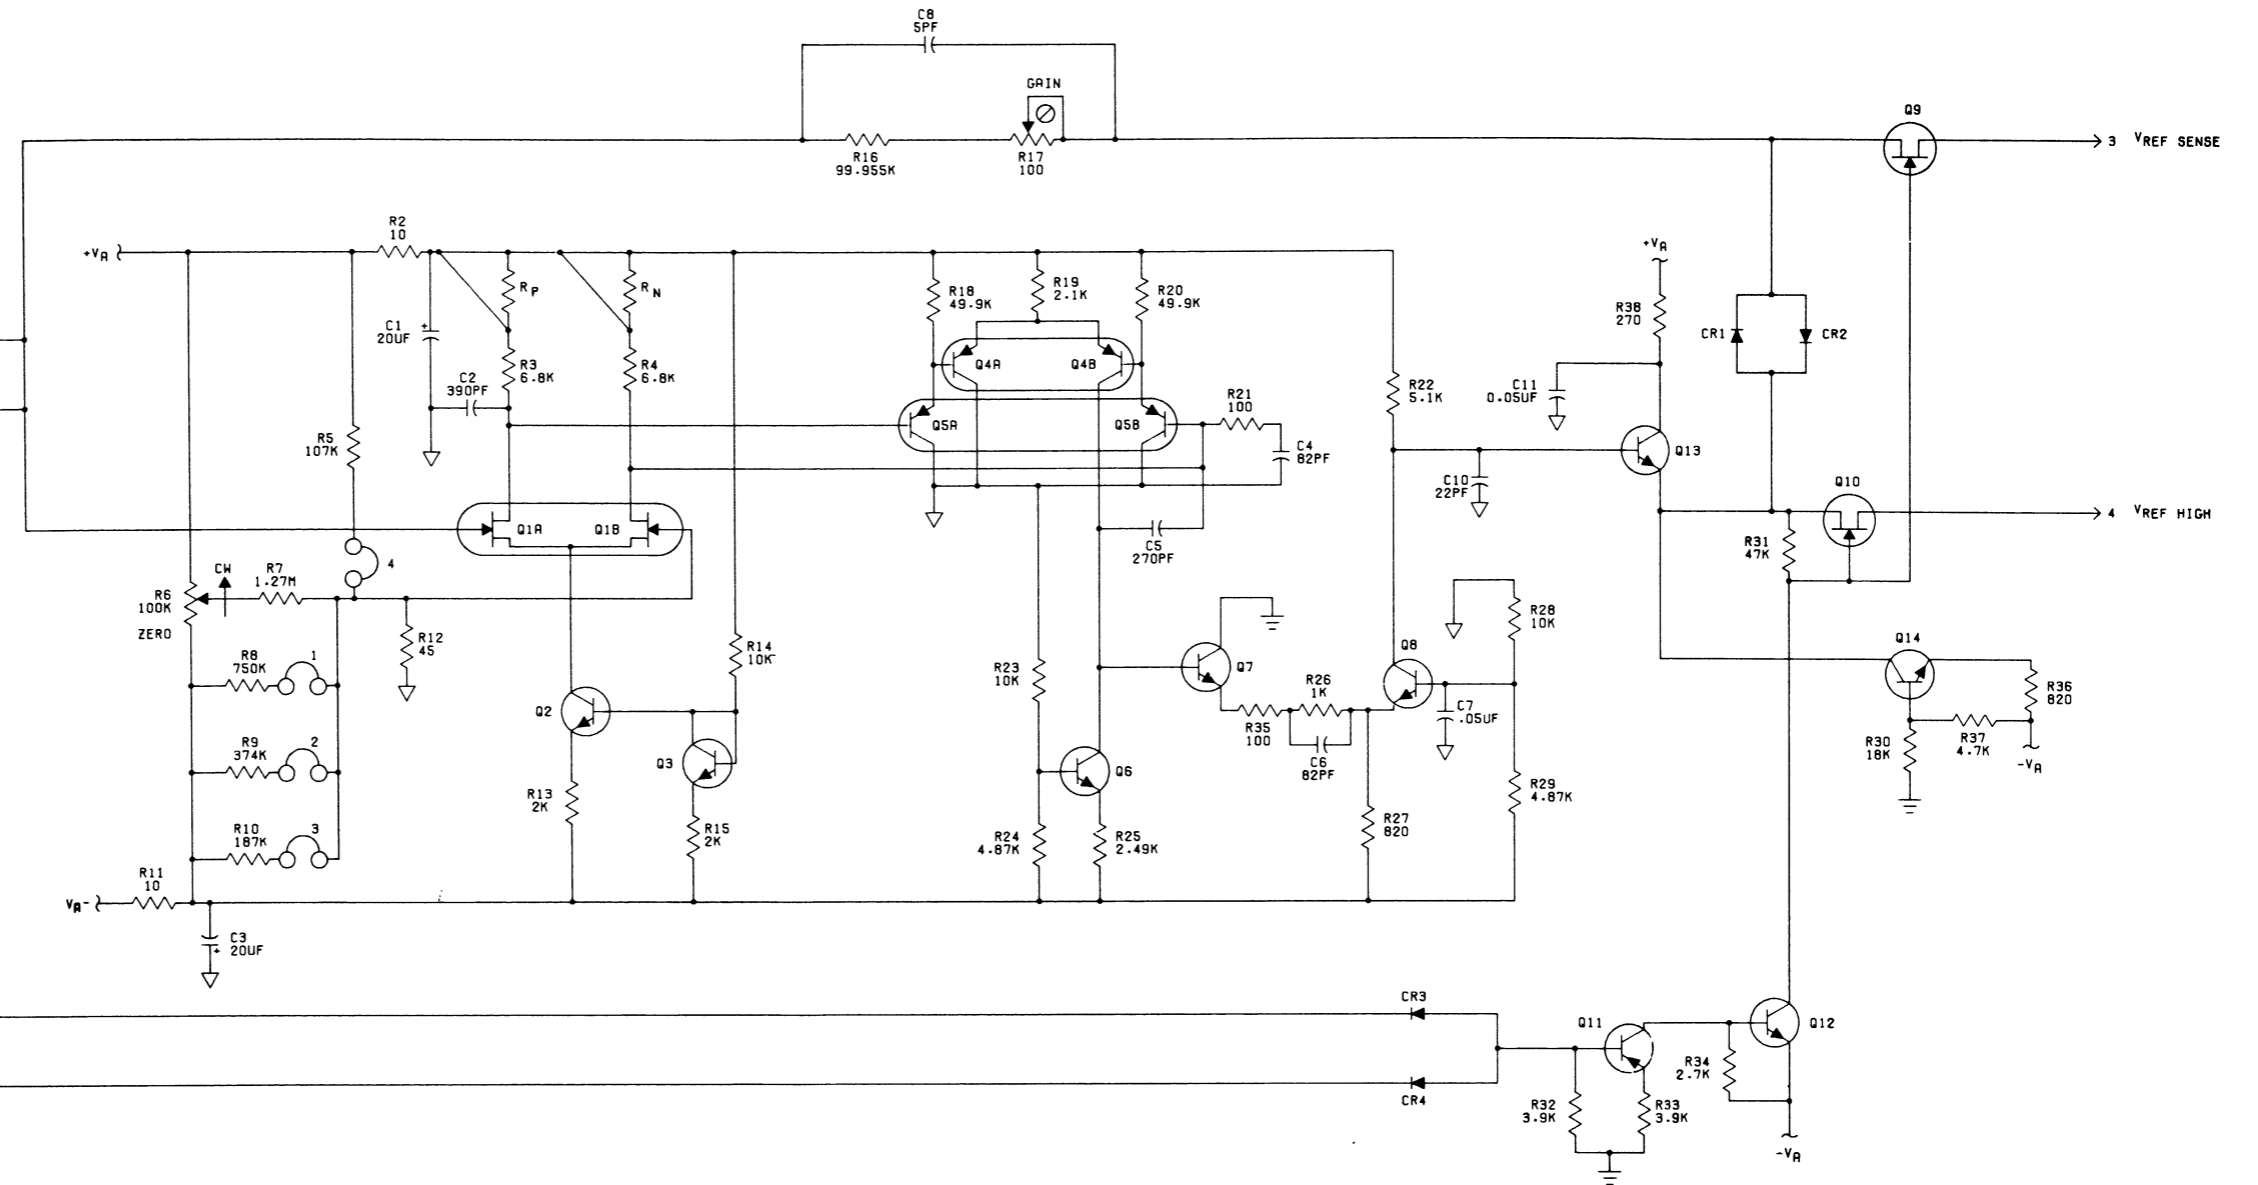 C8
5PF
GAIN
R16
99.955K
R17
100
Q9
3 VREF SENSE
R2
10
+VA
RP
RN
R18
49.9K
R19
2.1K
R20
49.9K
+VA
R38
270
C1
20UF
+
C2
390PF
R3
6.8K
R4
6.8K
Q4A
Q4B
CR1
CR2
R21
100
R22
5.1K
C11
0.05UF
R5
107K
Q5A
Q5B
C4
82PF
Q13
C10
22PF
Q10
4 VREF HIGH
Q1A
Q1B
C5
270PF
R31
47K
4
CW
R7
1.27M
R6
100K
ZERO
R12
45
R14
10K
R28
10K
R8
750K
1
R23
10K
Q7
Q8
Q14
R26
1K
R36
820
Q2
R35
100
C7
.05UF
R9
374K
2
Q3
Q6
C6
82PF
R30
18K
R37
4.7K
-VA
R13
2K
R29
4.87K
R10
187K
3
R15
2K
R24
4.87K
R25
2.49K
R27
820
R11
10
VA-
C3
20UF
+
CR3
Q11
Q12
R34
2.7K
CR4
R32
3.9K
R33
3.9K
-VA